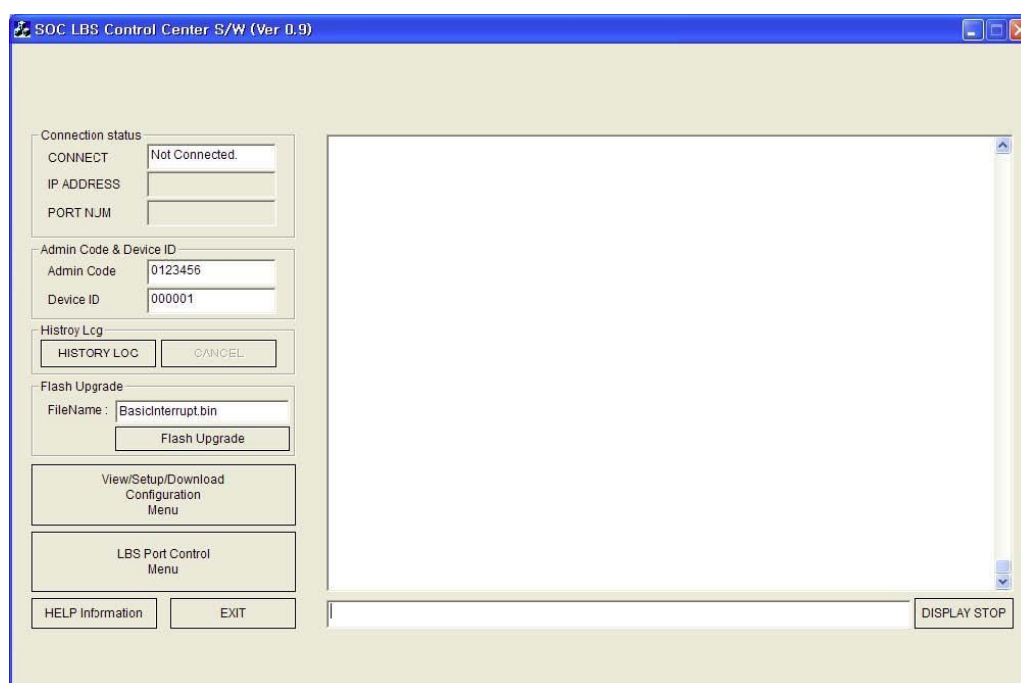 SOC LBS Control Center S/W (Ver 0.9)
Connection status
CONNECT
Not Connected.
IP ADDRESS
PORT NUM
Admin Code & Device ID
Admin Code
0123456
Device ID
000001
Histroy Log
HISTORY LOG
CANCEL
Flash Upgrade
FileName :
BasicInterrupt.bin
Flash Upgrade
View/Setup/Download
Configuration
Menu
LBS Port Control
Menu
HELP Information
EXIT
DISPLAY STOP